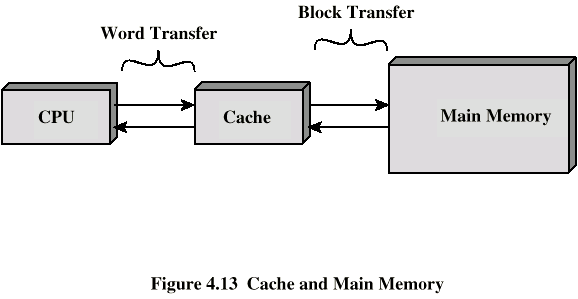 Block Transfer
Word Transfer
CPU
Cache
Main Memory
Figure 4.13 Cache and Main Memory